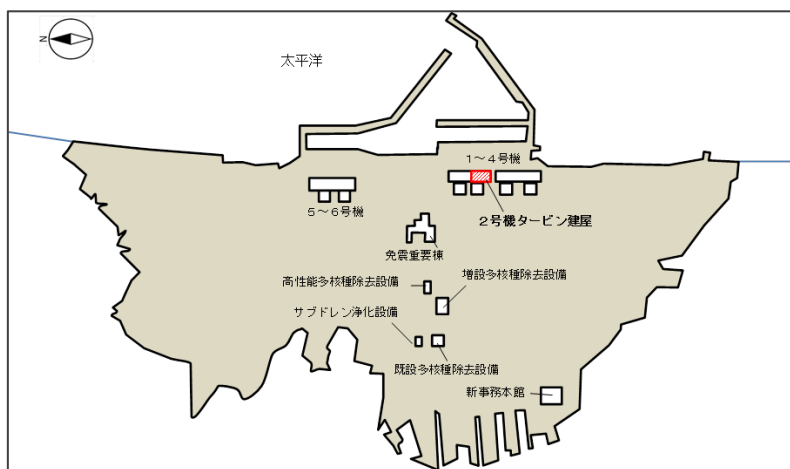 N
太平洋
1～4号機
5～6号機
2号機タービン建屋
免震重要棟
高性能多核種除去設備
増設多核種除去設備
サブドレン浄化設備
既設多核種除去設備
新事務本館